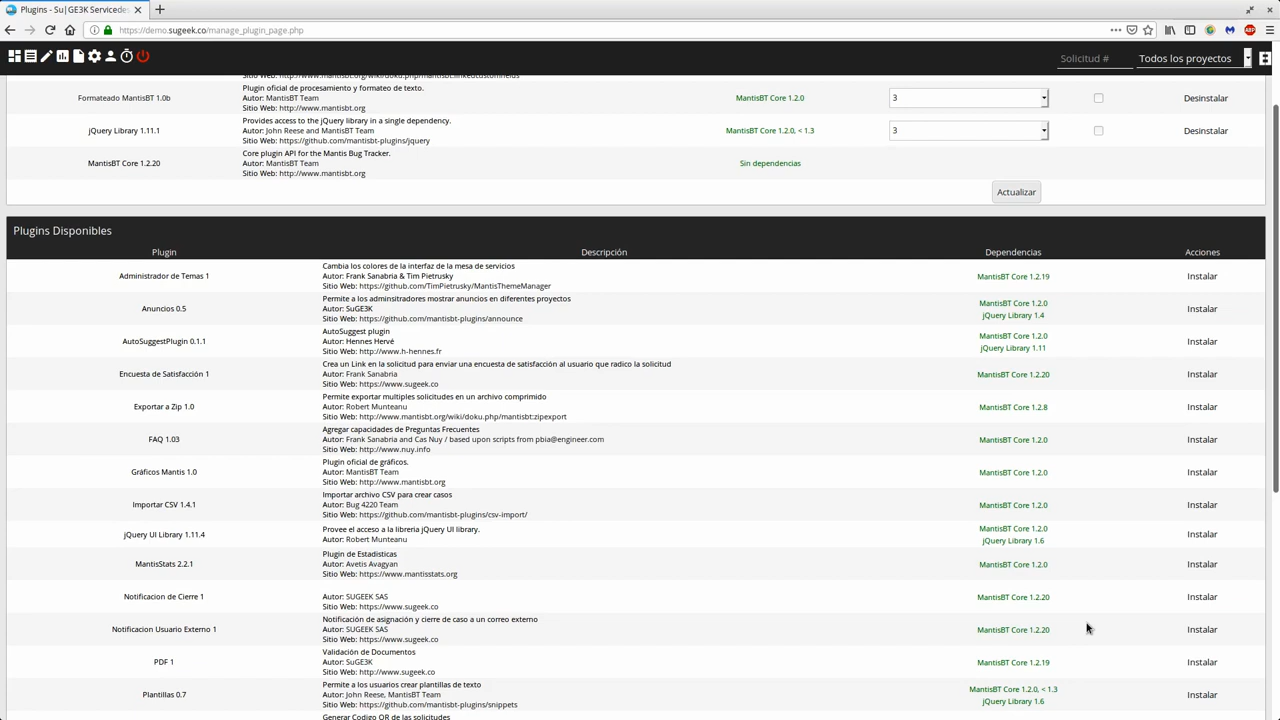 Plugins - Su|GE3K Servicedes
https://demo.sugeek.co/manage_plugin_page.php
Solicitud #
Todos los proyectos
Sitio Web: http://www.mantisbt.org/wiki/doku.php/mantisbt:linkedcustomfields
Formateado MantisBT 1.0b
Plugin oficial de procesamiento y formateo de texto.
Autor: MantisBT Team
Sitio Web: http://www.mantisbt.org
MantisBT Core 1.2.0
3
Desinstalar
jQuery Library 1.11.1
Provides access to the jQuery library in a single dependency.
Autor: John Reese and MantisBT Team
Sitio Web: https://github.com/mantisbt-plugins/jquery
MantisBT Core 1.2.0, < 1.3
3
Desinstalar
MantisBT Core 1.2.20
Core plugin API for the Mantis Bug Tracker.
Autor: MantisBT Team
Sitio Web: http://www.mantisbt.org
Sin dependencias
Actualizar
Plugins Disponibles
Plugin Descripción Dependencias Acciones
Administrador de Temas 1
Cambia los colores de la interfaz de la mesa de servicios
Autor: Frank Sanabria & Tim Pietrusky
Sitio Web: https://github.com/TimPietrusky/MantisThemeManager
MantisBT Core 1.2.19
Instalar
Anuncios 0.5
Permite a los adminsitradores mostrar anuncios en diferentes proyectos
Autor: SuGE3K
Sitio Web: https://github.com/mantisbt-plugins/announce
MantisBT Core 1.2.0
jQuery Library 1.4
Instalar
AutoSuggestPlugin 0.1.1
AutoSuggest plugin
Autor: Hennes Hervé
Sitio Web: http://www.h-hennes.fr
MantisBT Core 1.2.0
jQuery Library 1.11
Instalar
Encuesta de Satisfacción 1
Crea un Link en la solicitud para enviar una encuesta de satisfacción al usuario que radico la solicitud
Autor: Frank Sanabria
Sitio Web: https://www.sugeek.co
MantisBT Core 1.2.20
Instalar
Exportar a Zip 1.0
Permite exportar multiples solicitudes en un archivo comprimido
Autor: Robert Munteanu
Sitio Web: http://www.mantisbt.org/wiki/doku.php/mantisbt:zipexport
MantisBT Core 1.2.8
Instalar
FAQ 1.03
Agregar capacidades de Preguntas Frecuentes
Autor: Frank Sanabria and Cas Nuy / based upon scripts from pbia@engineer.com
Sitio Web: http://www.nuy.info
MantisBT Core 1.2.0
Instalar
Gráficos Mantis 1.0
Plugin oficial de gráficos.
Autor: MantisBT Team
Sitio Web: http://www.mantisbt.org
MantisBT Core 1.2.0
Instalar
Importar CSV 1.4.1
Importar archivo CSV para crear casos
Autor: Bug 4220 Team
Sitio Web: https://github.com/mantisbt-plugins/csv-import/
MantisBT Core 1.2.0
Instalar
jQuery UI Library 1.11.4
Provee el acceso a la libreria jQuery UI library.
Autor: Robert Munteanu
MantisBT Core 1.2.0
jQuery Library 1.6
Instalar
MantisStats 2.2.1
Plugin de Estadisticas
Autor: Avetis Avagyan
Sitio Web: https://www.mantisstats.org
MantisBT Core 1.2.0
Instalar
Notificacion de Cierre 1
Autor: SUGEEK SAS
Sitio Web: https://www.sugeek.co
MantisBT Core 1.2.20
Instalar
Notificacion Usuario Externo 1
Notificación de asignación y cierre de caso a un correo externo
Autor: SUGEEK SAS
Sitio Web: https://www.sugeek.co
MantisBT Core 1.2.20
Instalar
PDF 1
Validación de Documentos
Autor: SuGE3K
Sitio Web: http://www.sugeek.co
MantisBT Core 1.2.19
Instalar
Plantillas 0.7
Permite a los usuarios crear plantillas de texto
Autor: John Reese, MantisBT Team
Sitio Web: https://github.com/mantisbt-plugins/snippets
MantisBT Core 1.2.0, < 1.3
jQuery Library 1.6
Instalar
Generar Codigo QR de las solicitudes